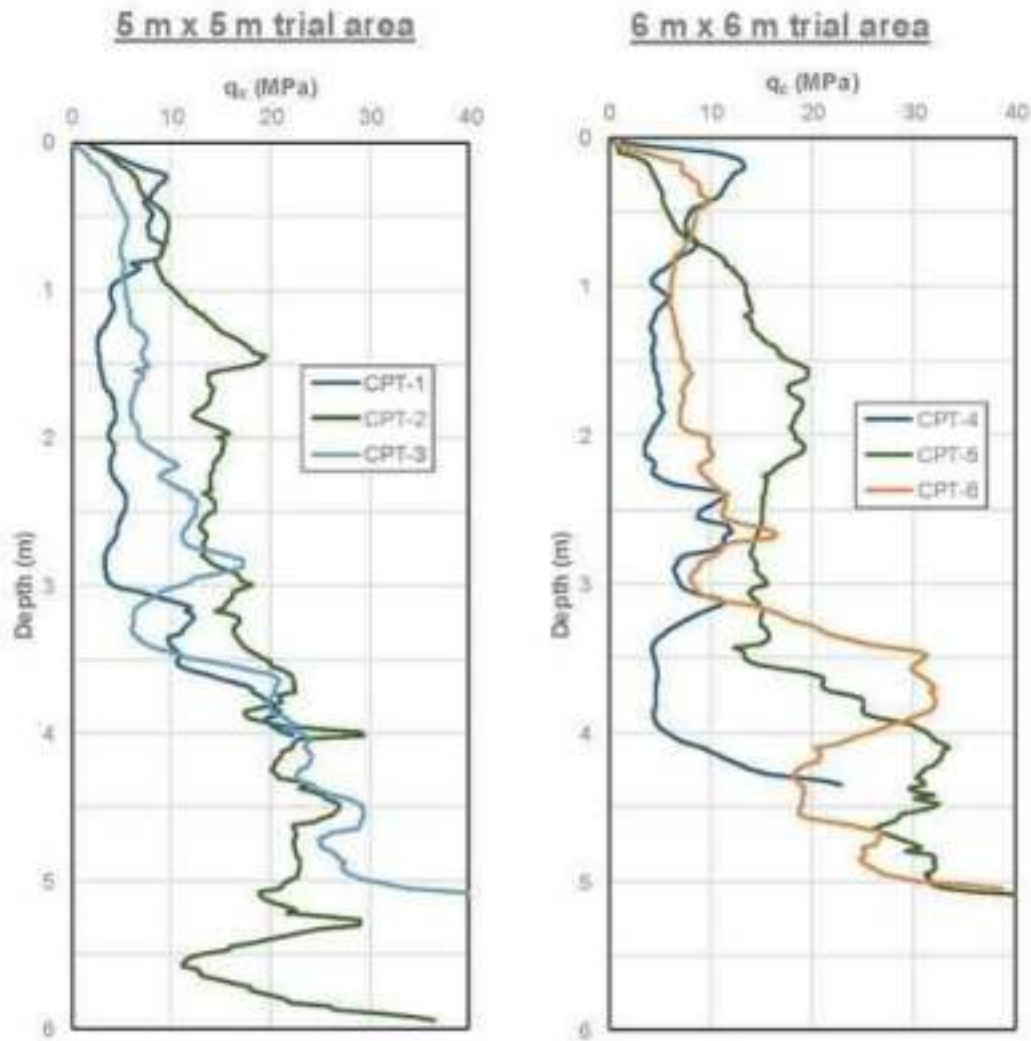 5 m x 5 m trial area
qc (MPa)
0 10 20 30 40
0
1
2
3
4
5
6
Depth (m)
CPT-1
CPT-2
CPT-3
6 m x 6 m trial area
qc (MPa)
0 10 20 30 40
0
1
2
3
4
5
6
Depth (m)
CPT-4
CPT-5
CPT-6